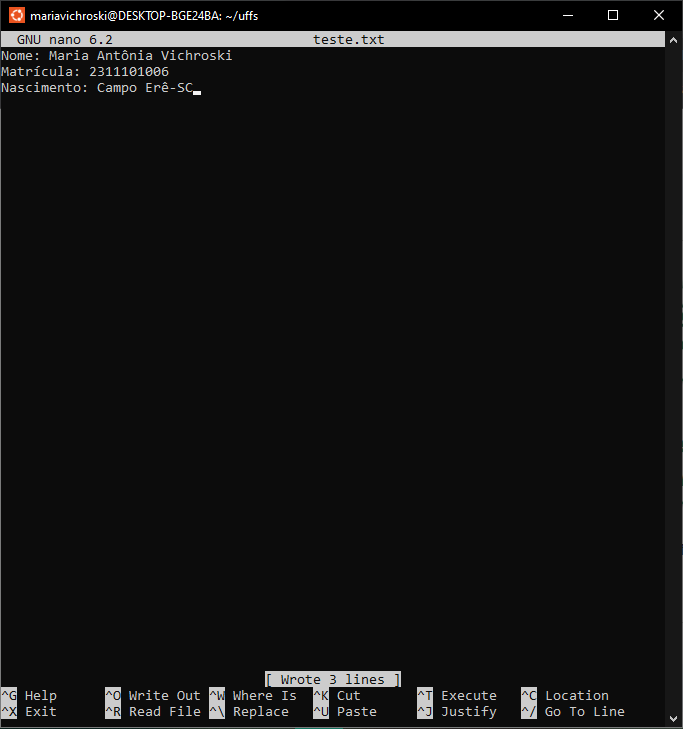 mariavichroski@DESKTOP-BGE24BA: ~/uffs
GNU nano 6.2 teste.txt
Nome: Maria Antônia Vichroski
Matrícula: 2311101006
Nascimento: Campo Erê-SC
[ Wrote 3 lines ]
^G Help ^O Write Out ^W Where Is ^K Cut ^T Execute ^C Location
^X Exit ^R Read File ^\ Replace ^U Paste ^J Justify ^/ Go To Line